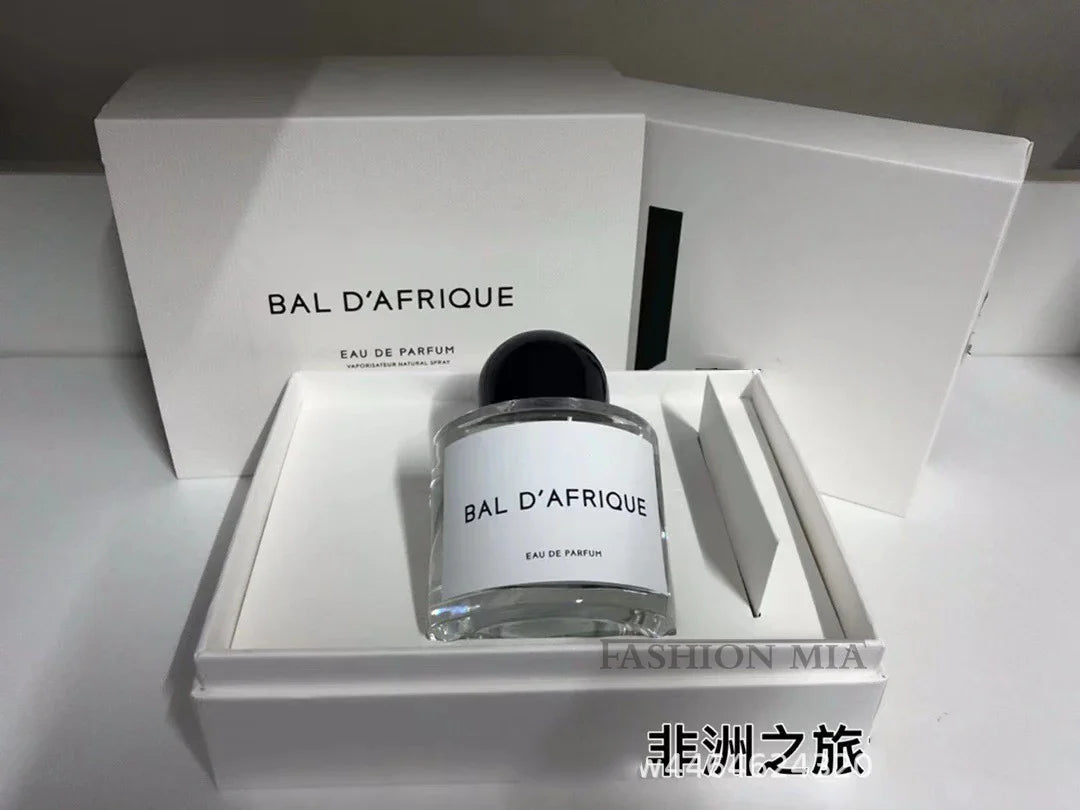 BAL D'AFRIQUE
EAU DE PARFUM
VAPORISATEUR NATURAL SPRAY
BAL D'AFRIQUE
EAU DE PARFUM
FASHION MIA
非洲之旅